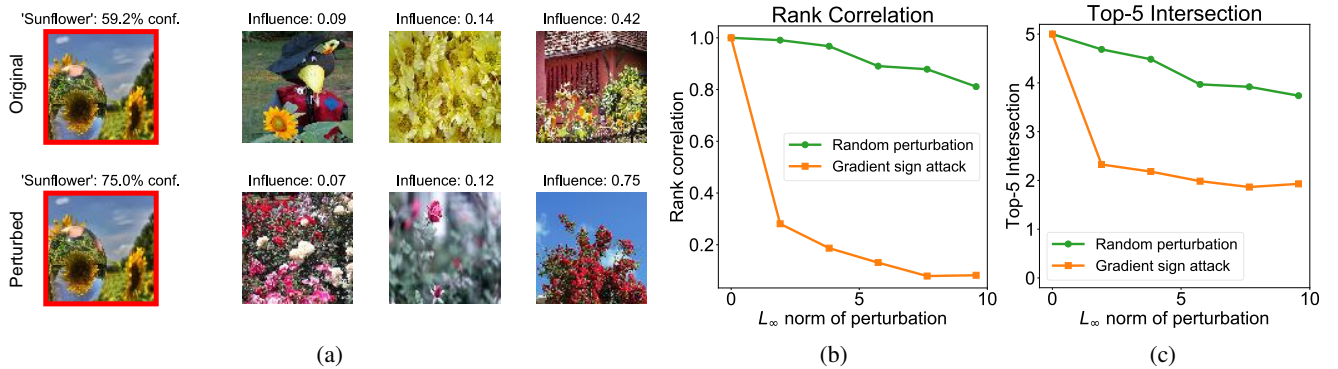 'Sunflower': 59.2% conf.
Influence: 0.09
Influence: 0.14
Influence: 0.42
Original
'Sunflower': 75.0% conf.
Influence: 0.07
Influence: 0.12
Influence: 0.75
Perturbed
(a)
Rank Correlation
Rank correlation
1.0
0.8
0.6
0.4
0.2
Random perturbation
Gradient sign attack
0
5
10
L∞ norm of perturbation
(b)
Top-5 Intersection
Top-5 Intersection
5
4
3
2
1
0
Random perturbation
Gradient sign attack
0
5
10
L∞ norm of perturbation
(c)